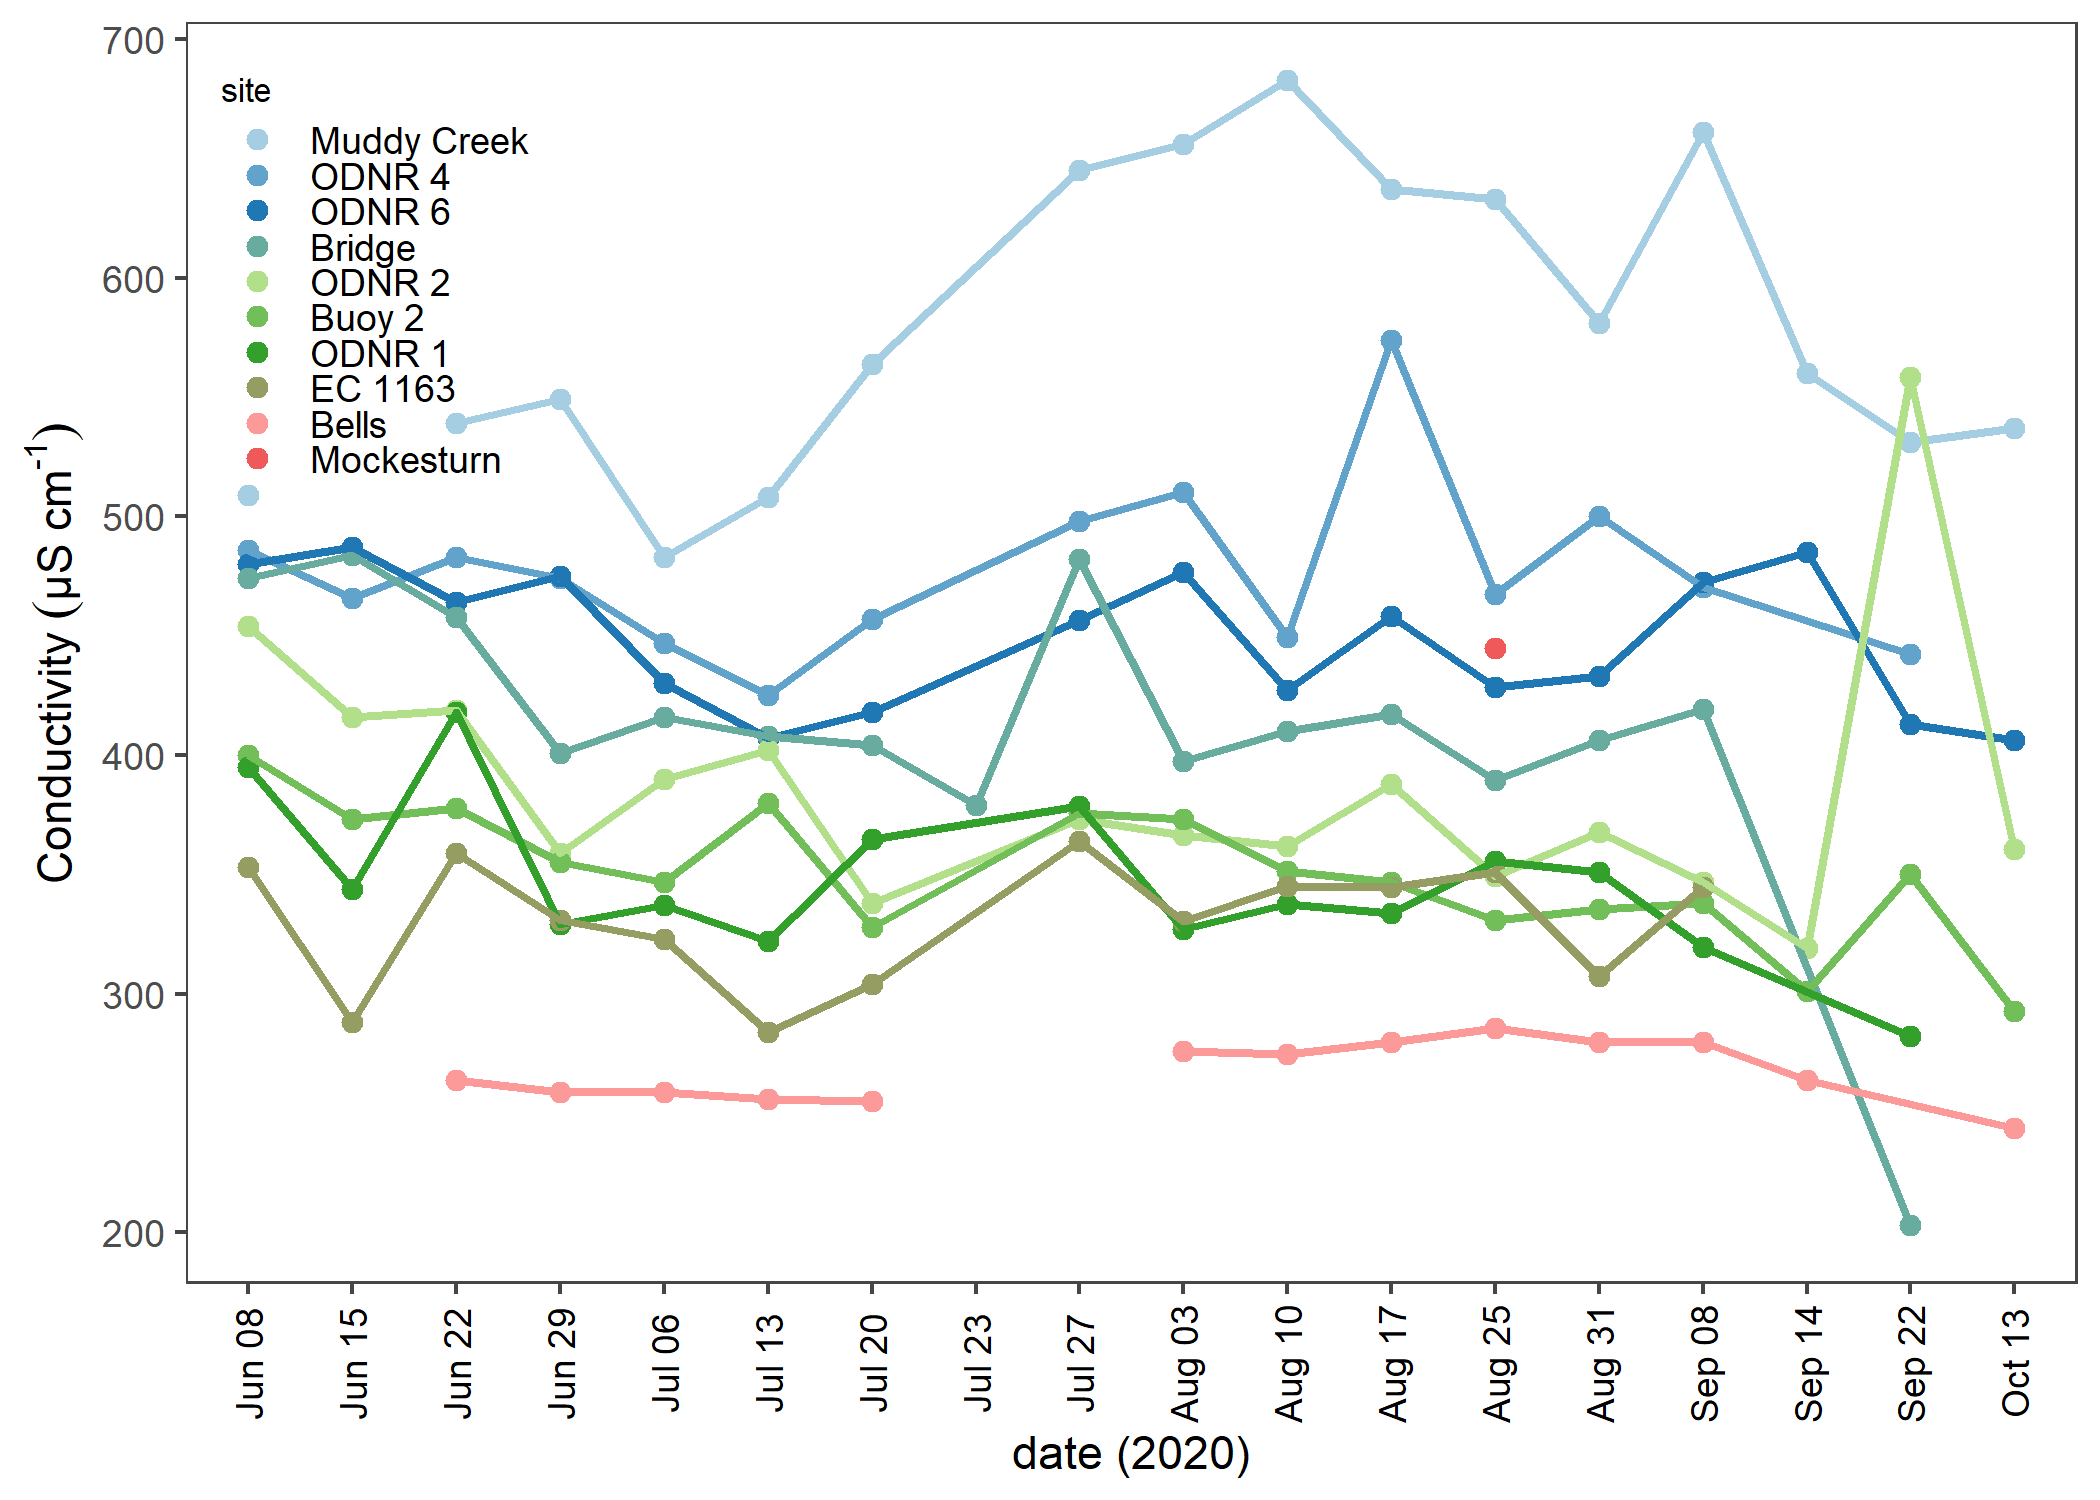 700
600
500
400
300
200
Conductivity (µS cm-1)
site
Muddy Creek
ODNR 4
ODNR 6
Bridge
ODNR 2
Buoy 2
ODNR 1
EC 1163
Bells
Mockesturn
Jun 08
Jun 15
Jun 22
Jun 29
Jul 06
Jul 13
Jul 20
Jul 23
Jul 27
Aug 03
Aug 10
Aug 17
Aug 25
Aug 31
Sep 08
Sep 14
Sep 22
Oct 13
date (2020)